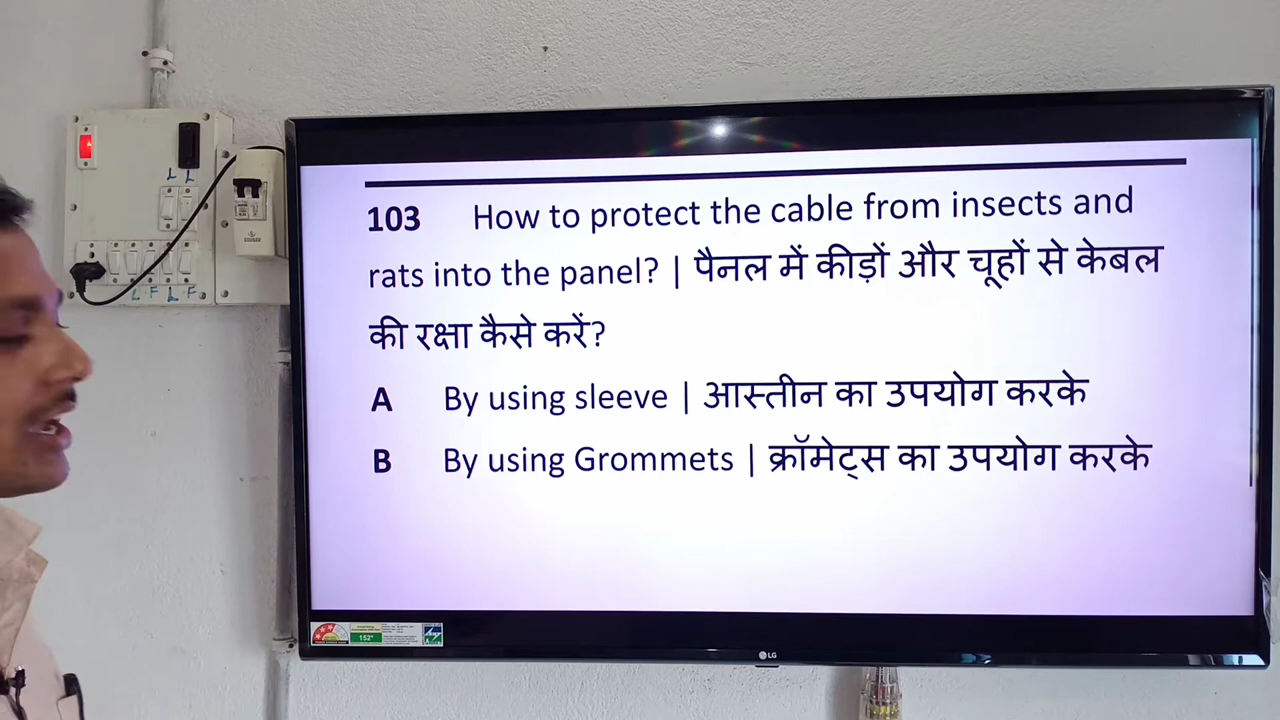 103 How to protect the cable from insects and
rats into the panel? | पैनल में कीड़ों और चूहों से केबल
की रक्षा कैसे करें?
A By using sleeve | आस्तीन का उपयोग करके
B By using Grommets | क्रॉमेट्स का उपयोग करके
L L
L F L F
152*
LG